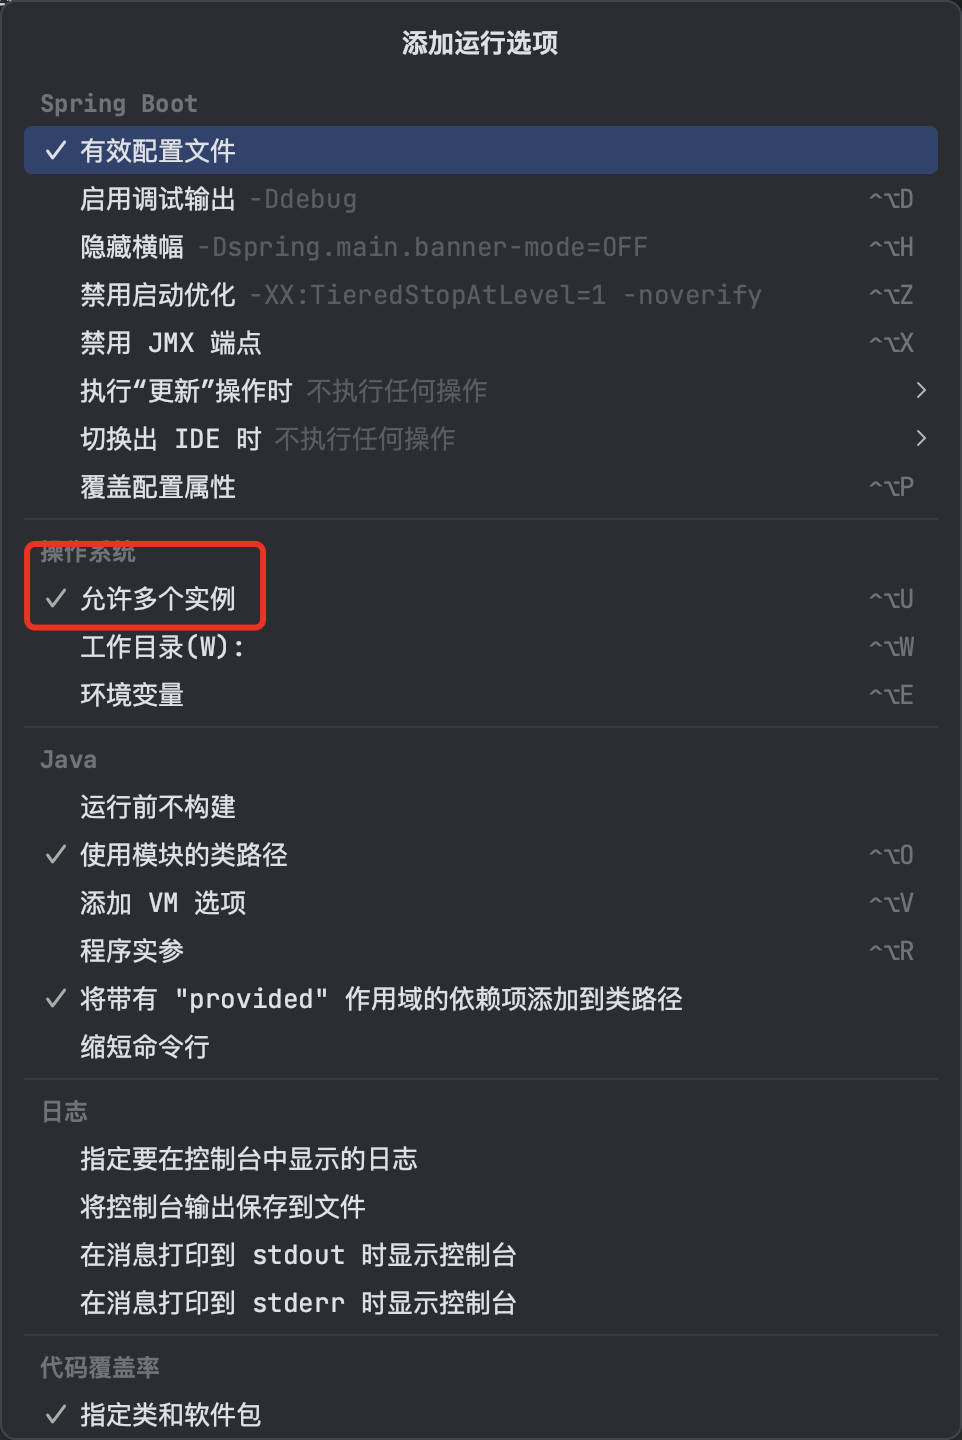 添加运行选项
Spring Boot
✓ 有效配置文件
启用调试输出 -Ddebug ⌃⌥D
隐藏横幅 -Dspring.main.banner-mode=OFF ⌃⌥H
禁用启动优化 -XX:TieredStopAtLevel=1 -noverify ⌃⌥Z
禁用 JMX 端点 ⌃⌥X
执行“更新”操作时 不执行任何操作 >
切换出 IDE 时 不执行任何操作 >
覆盖配置属性 ⌃⌥P
操作系统
✓ 允许多个实例 ⌃⌥U
工作目录(W): ⌃⌥W
环境变量 ⌃⌥E
Java
运行前不构建
✓ 使用模块的类路径 ⌃⌥O
添加 VM 选项 ⌃⌥V
程序实参 ⌃⌥R
✓ 将带有 "provided" 作用域的依赖项添加到类路径
缩短命令行
日志
指定要在控制台中显示的日志
将控制台输出保存到文件
在消息打印到 stdout 时显示控制台
在消息打印到 stderr 时显示控制台
代码覆盖率
✓ 指定类和软件包